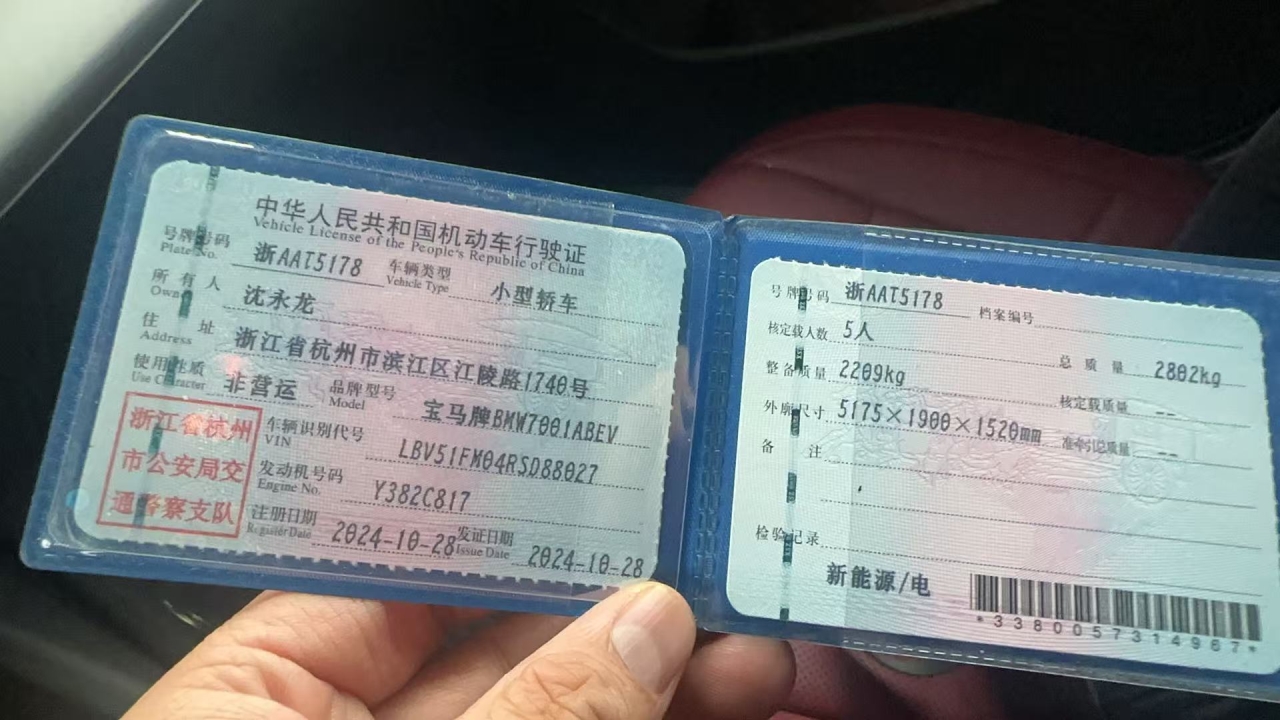 中华人民共和国机动车行驶证
Vehicle License of the People's Republic of China
号牌号码 浙AAT5178 车辆类型 小型轿车
Plate No. Vehicle Type
所有人 沈永龙
Owner
住址 浙江省杭州市滨江区江陵路1740号
Address
使用性质 非营运 品牌型号 宝马牌BMW7001ABEV
Use Character Model
浙江省杭州
市公安局交
通警察支队
车辆识别代号 LBV51FM04RSD88027
VIN
发动机号码 Y382C817
Engine No.
注册日期 2024-10-28 发证日期 2024-10-28
Register Date Issue Date
号牌号码 浙AAT5178 档案编号
核定载人数 5人 总质量 2802kg
整备质量 2209kg 核定载质量 --
外廓尺寸 5175×1900×1520mm 准牵引总质量 --
备注
检验记录
新能源/电
*3380057314967*